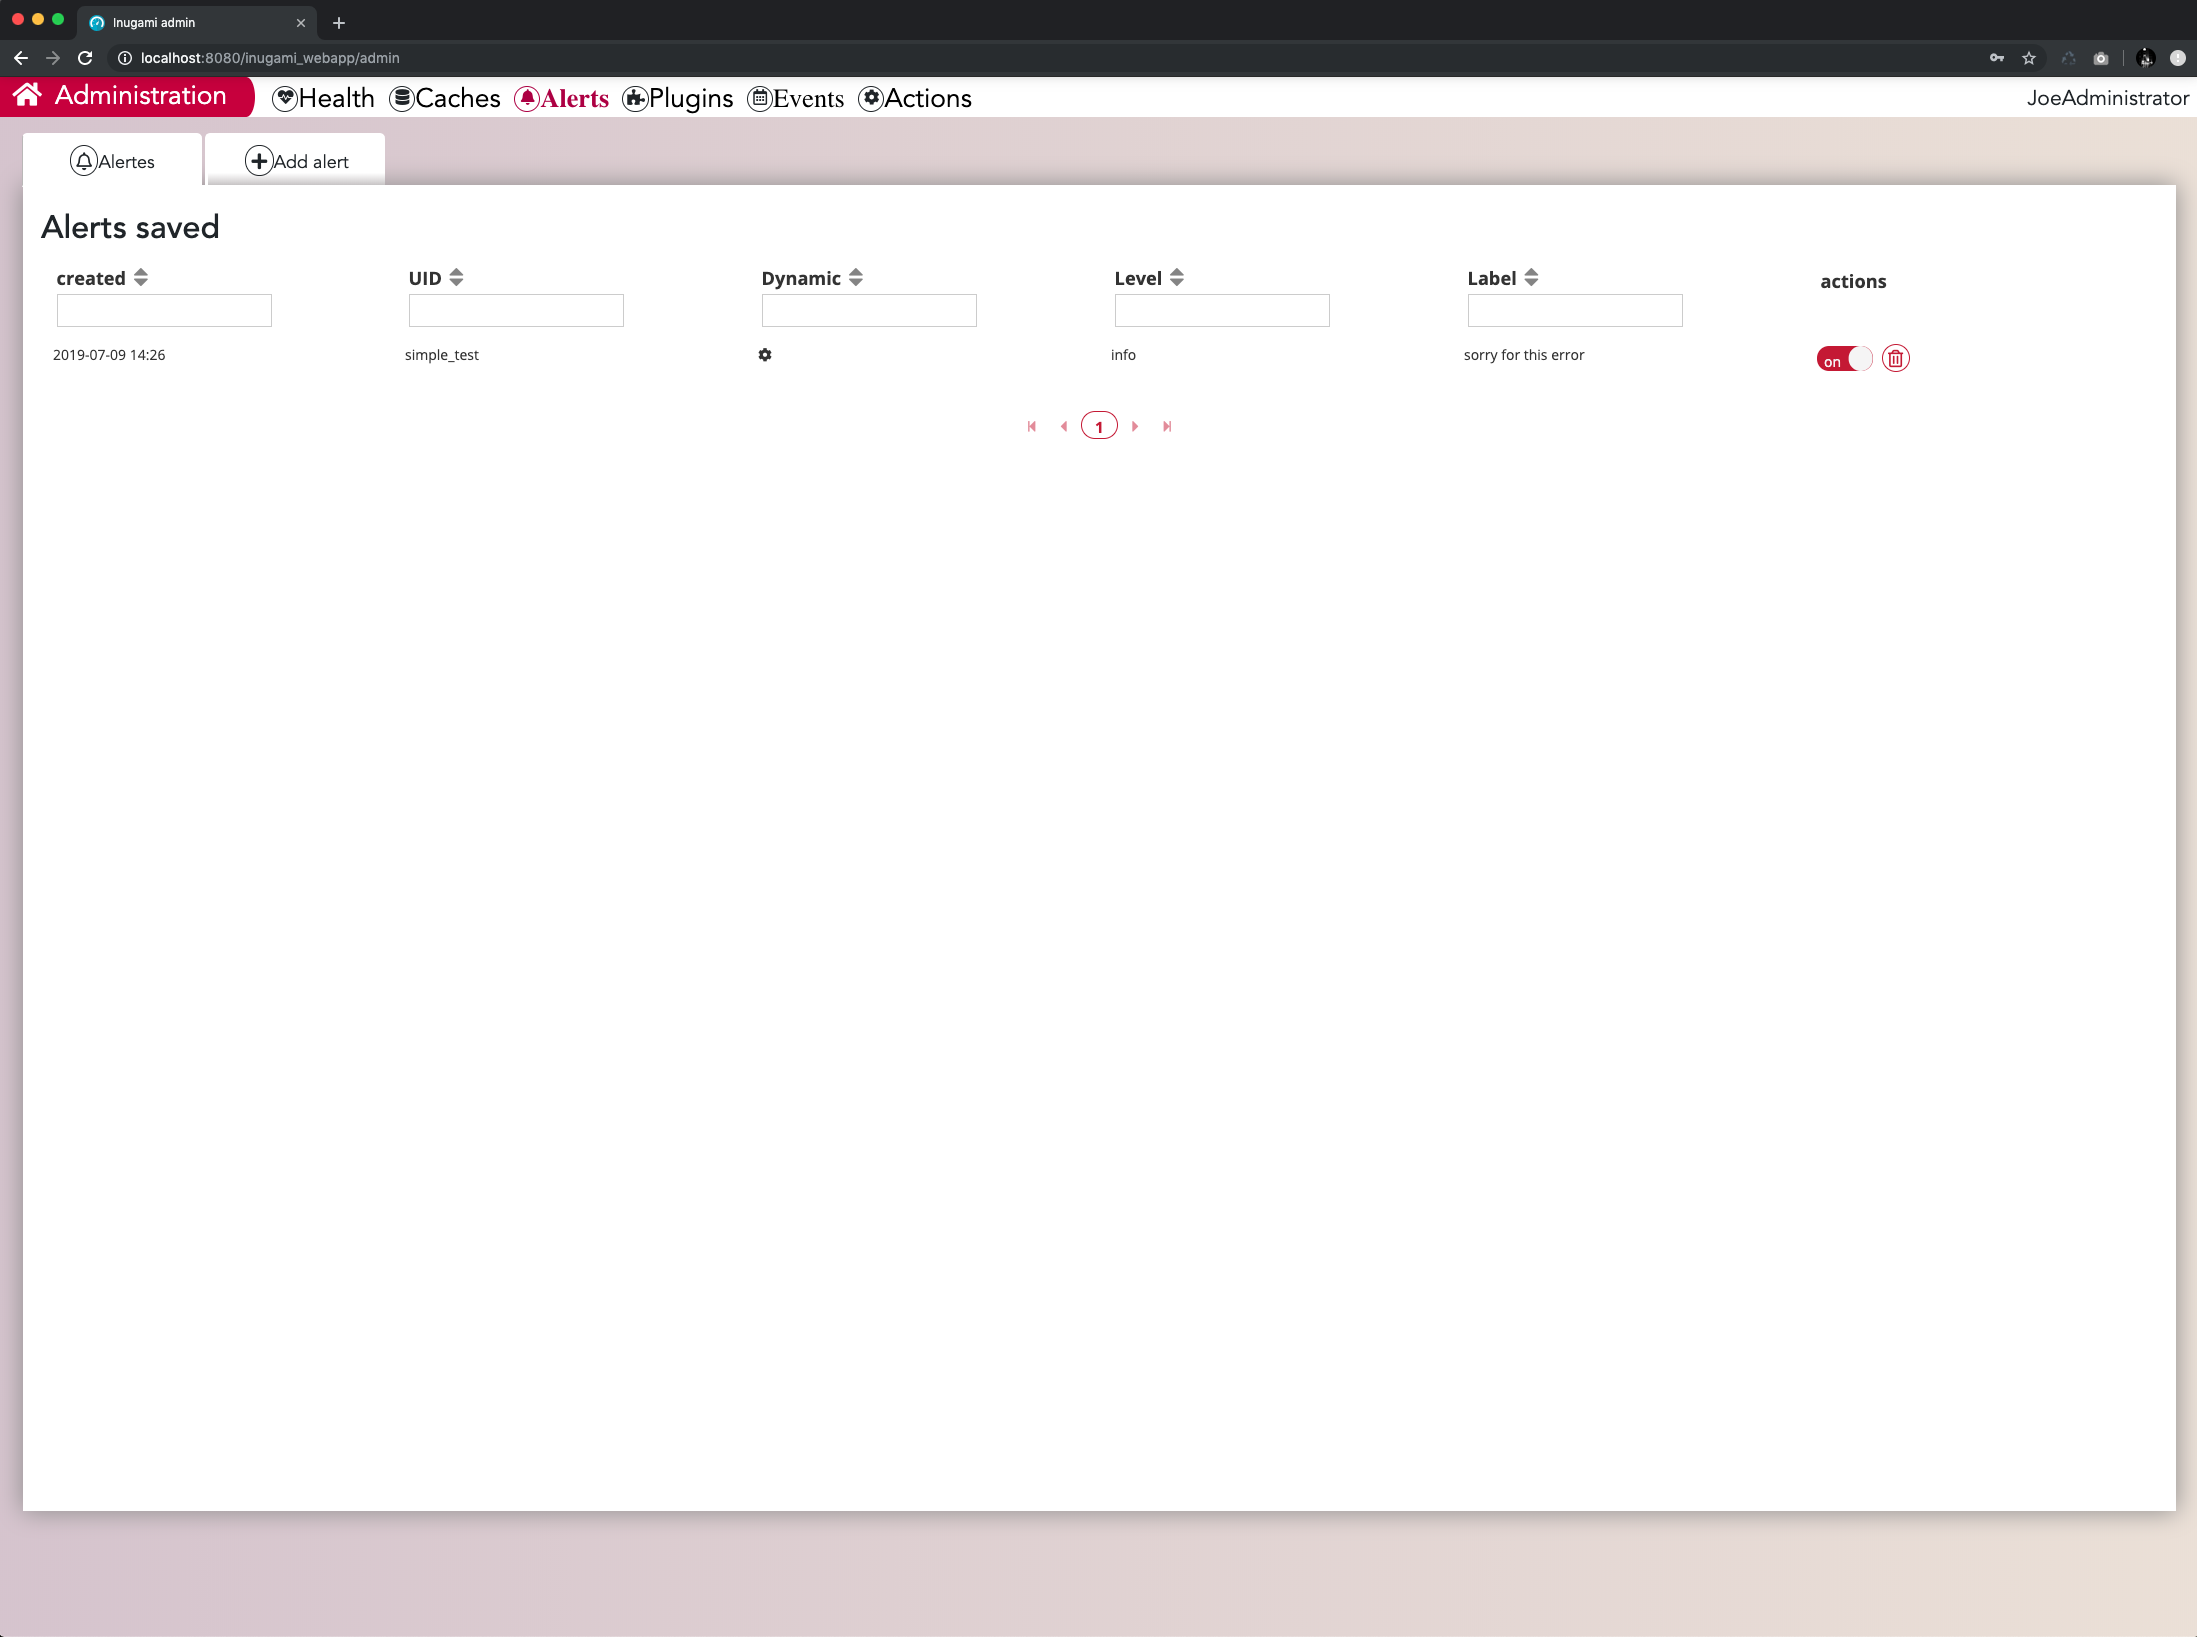 Inugami admin
localhost:8080/inugami_webapp/admin
Administration Health Caches Alerts Plugins Events Actions JoeAdministrator
Alertes Add alert
Alerts saved
created UID Dynamic Level Label actions
2019-07-09 14:26 simple_test info sorry for this error on
1